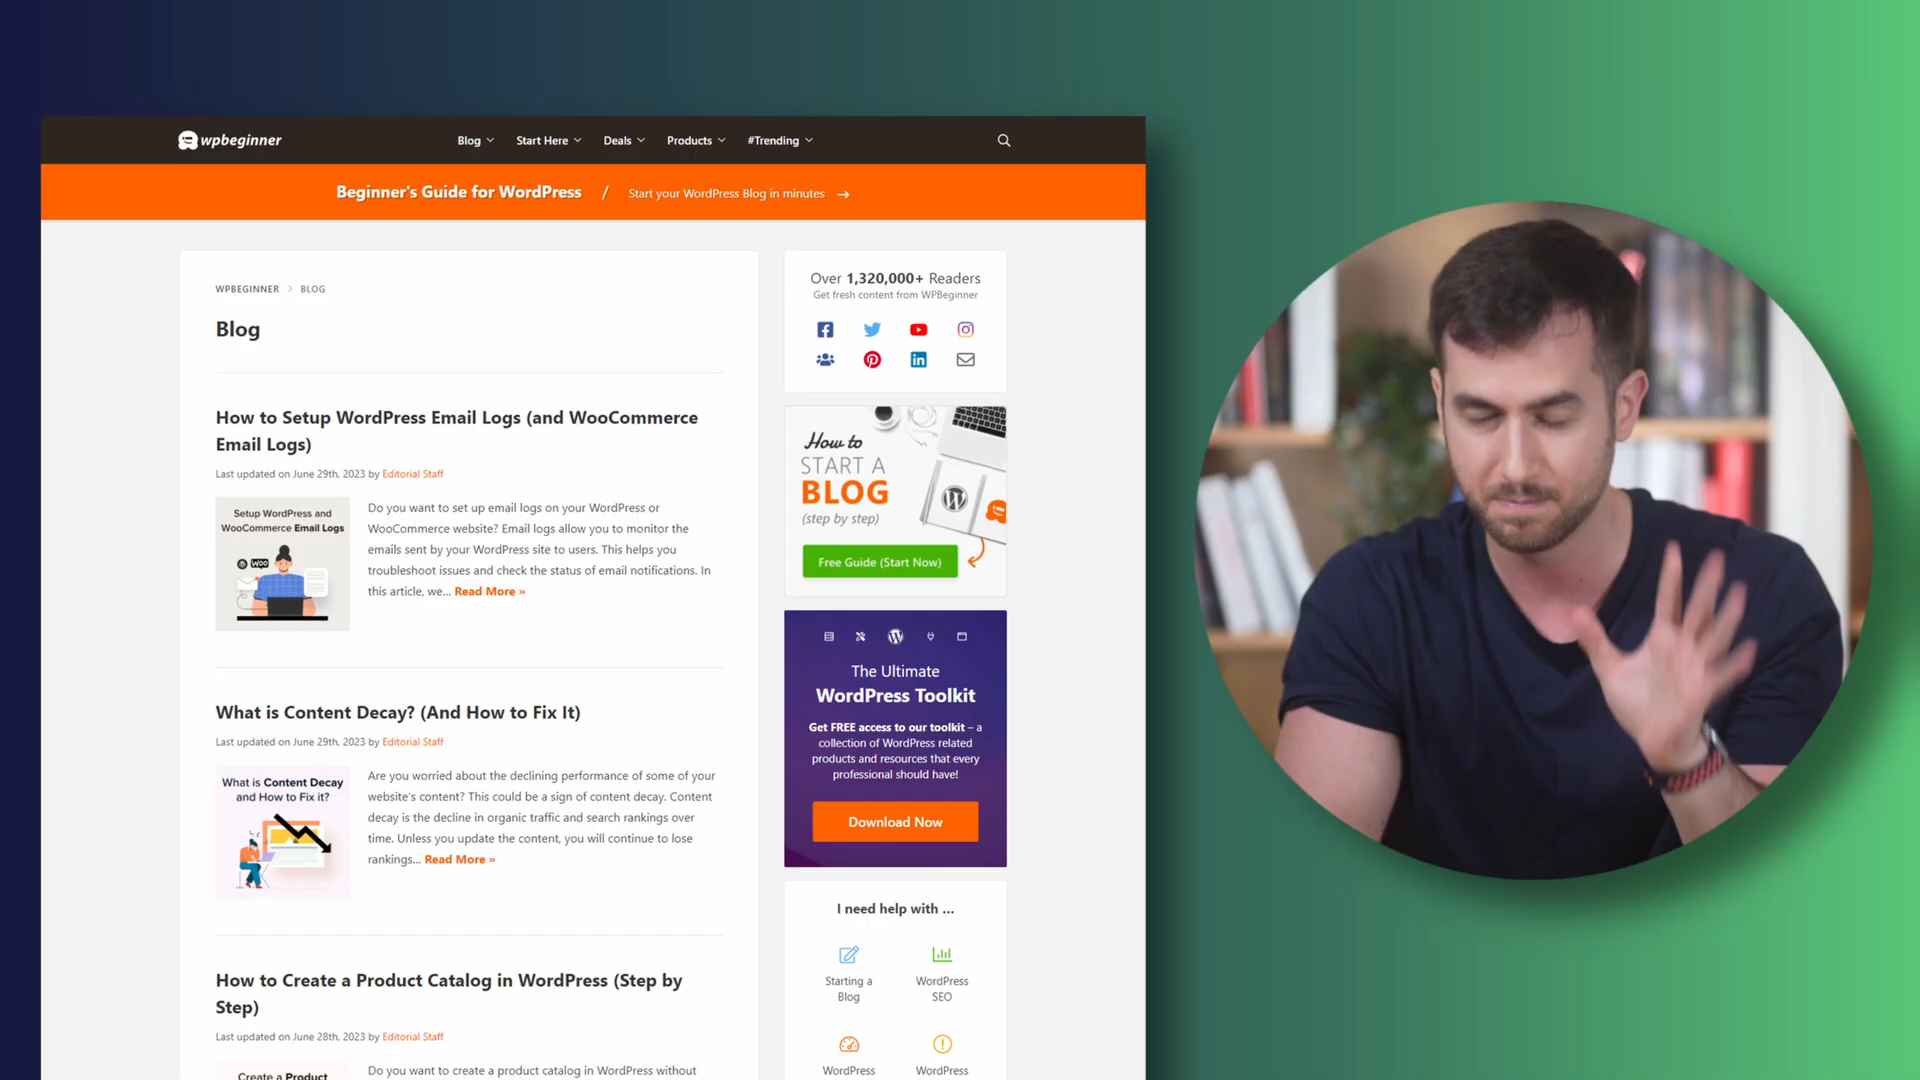 wpbeginner
Blog
Start Here
Deals
Products
#Trending
Beginner's Guide for WordPress / Start your WordPress Blog in minutes →
WPBEGINNER > BLOG
Blog
How to Setup WordPress Email Logs (and WooCommerce
Email Logs)
Last updated on June 29th, 2023 by Editorial Staff
Setup WordPress and
WooCommerce Email Logs
WOO
Do you want to set up email logs on your WordPress or
WooCommerce website? Email logs allow you to monitor the
emails sent by your WordPress site to users. This helps you
troubleshoot issues and check the status of email notifications. In
this article, we... Read More »
What is Content Decay? (And How to Fix It)
Last updated on June 29th, 2023 by Editorial Staff
What is Content Decay
and How to Fix it?
Are you worried about the declining performance of some of your
website's content? This could be a sign of content decay. Content
decay is the decline in organic traffic and search rankings over
time. Unless you update the content, you will continue to lose
rankings... Read More »
How to Create a Product Catalog in WordPress (Step by
Step)
Last updated on June 28th, 2023 by Editorial Staff
Create a Product
Do you want to create a product catalog in WordPress without
Over 1,320,000+ Readers
Get fresh content from WPBeginner
How to
START A
BLOG
(step by step)
Free Guide (Start Now)
The Ultimate
WordPress Toolkit
Get FREE access to our toolkit – a
collection of WordPress related
products and resources that every
professional should have!
Download Now
I need help with ...
Starting a
Blog
WordPress
SEO
WordPress
WordPress